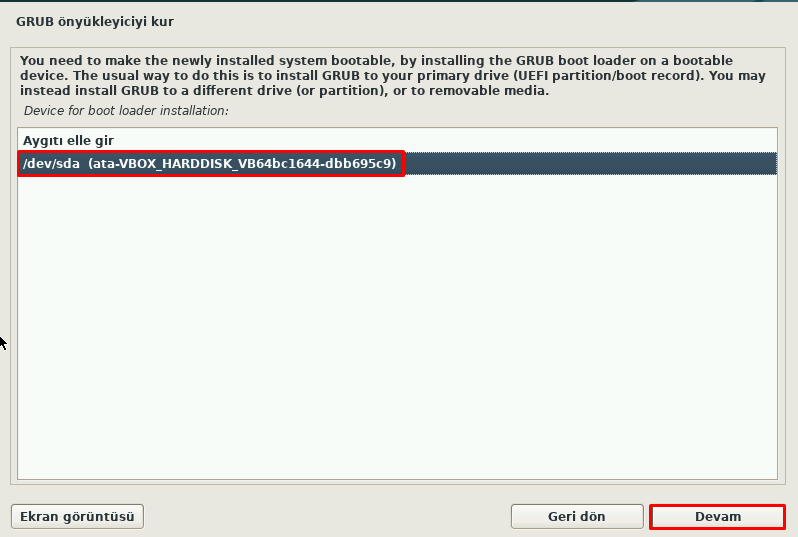 GRUB önyükleyiciyi kur
You need to make the newly installed system bootable, by installing the GRUB boot loader on a bootable
device. The usual way to do this is to install GRUB to your primary drive (UEFI partition/boot record). You may
instead install GRUB to a different drive (or partition), or to removable media.
Device for boot loader installation:
Aygıtı elle gir
/dev/sda (ata-VBOX_HARDDISK_VB64bc1644-dbb695c9)
Ekran görüntüsü
Geri dön
Devam